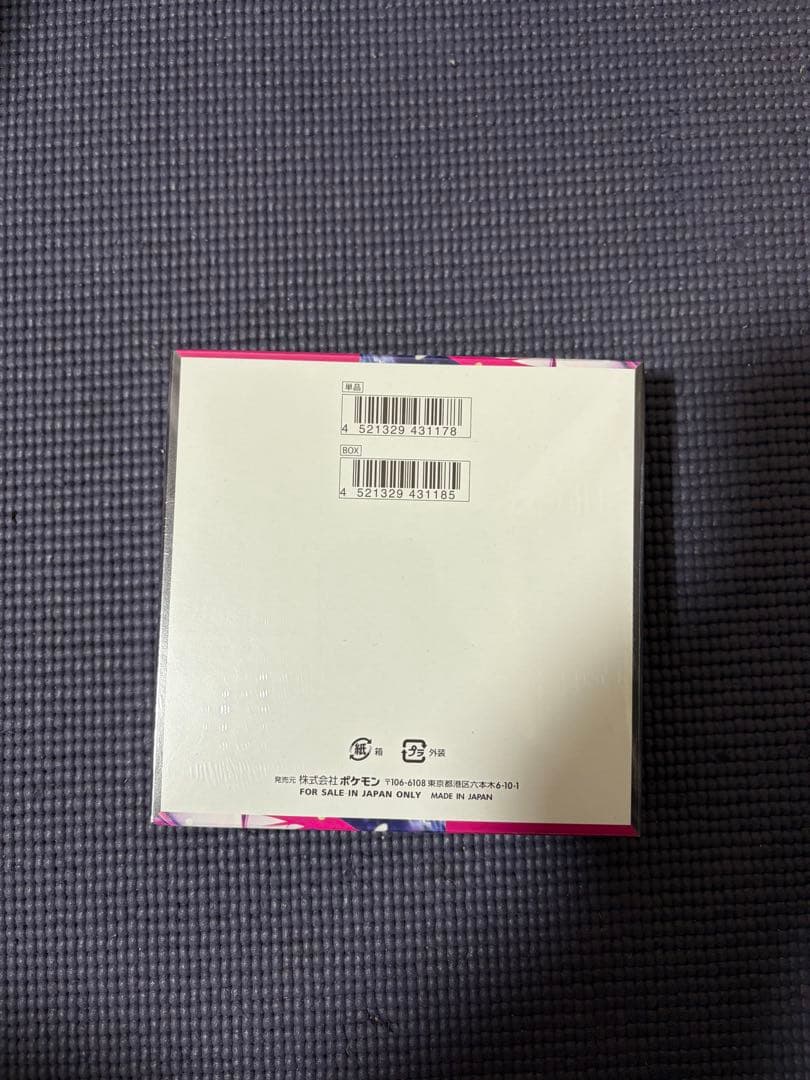 単品
4 521329 431178
BOX
4 521329 431185
紙 箱 プラ 外装
発売元 株式会社 ポケモン 〒106-6108 東京都港区六本木6-10-1
FOR SALE IN JAPAN ONLY MADE IN JAPAN